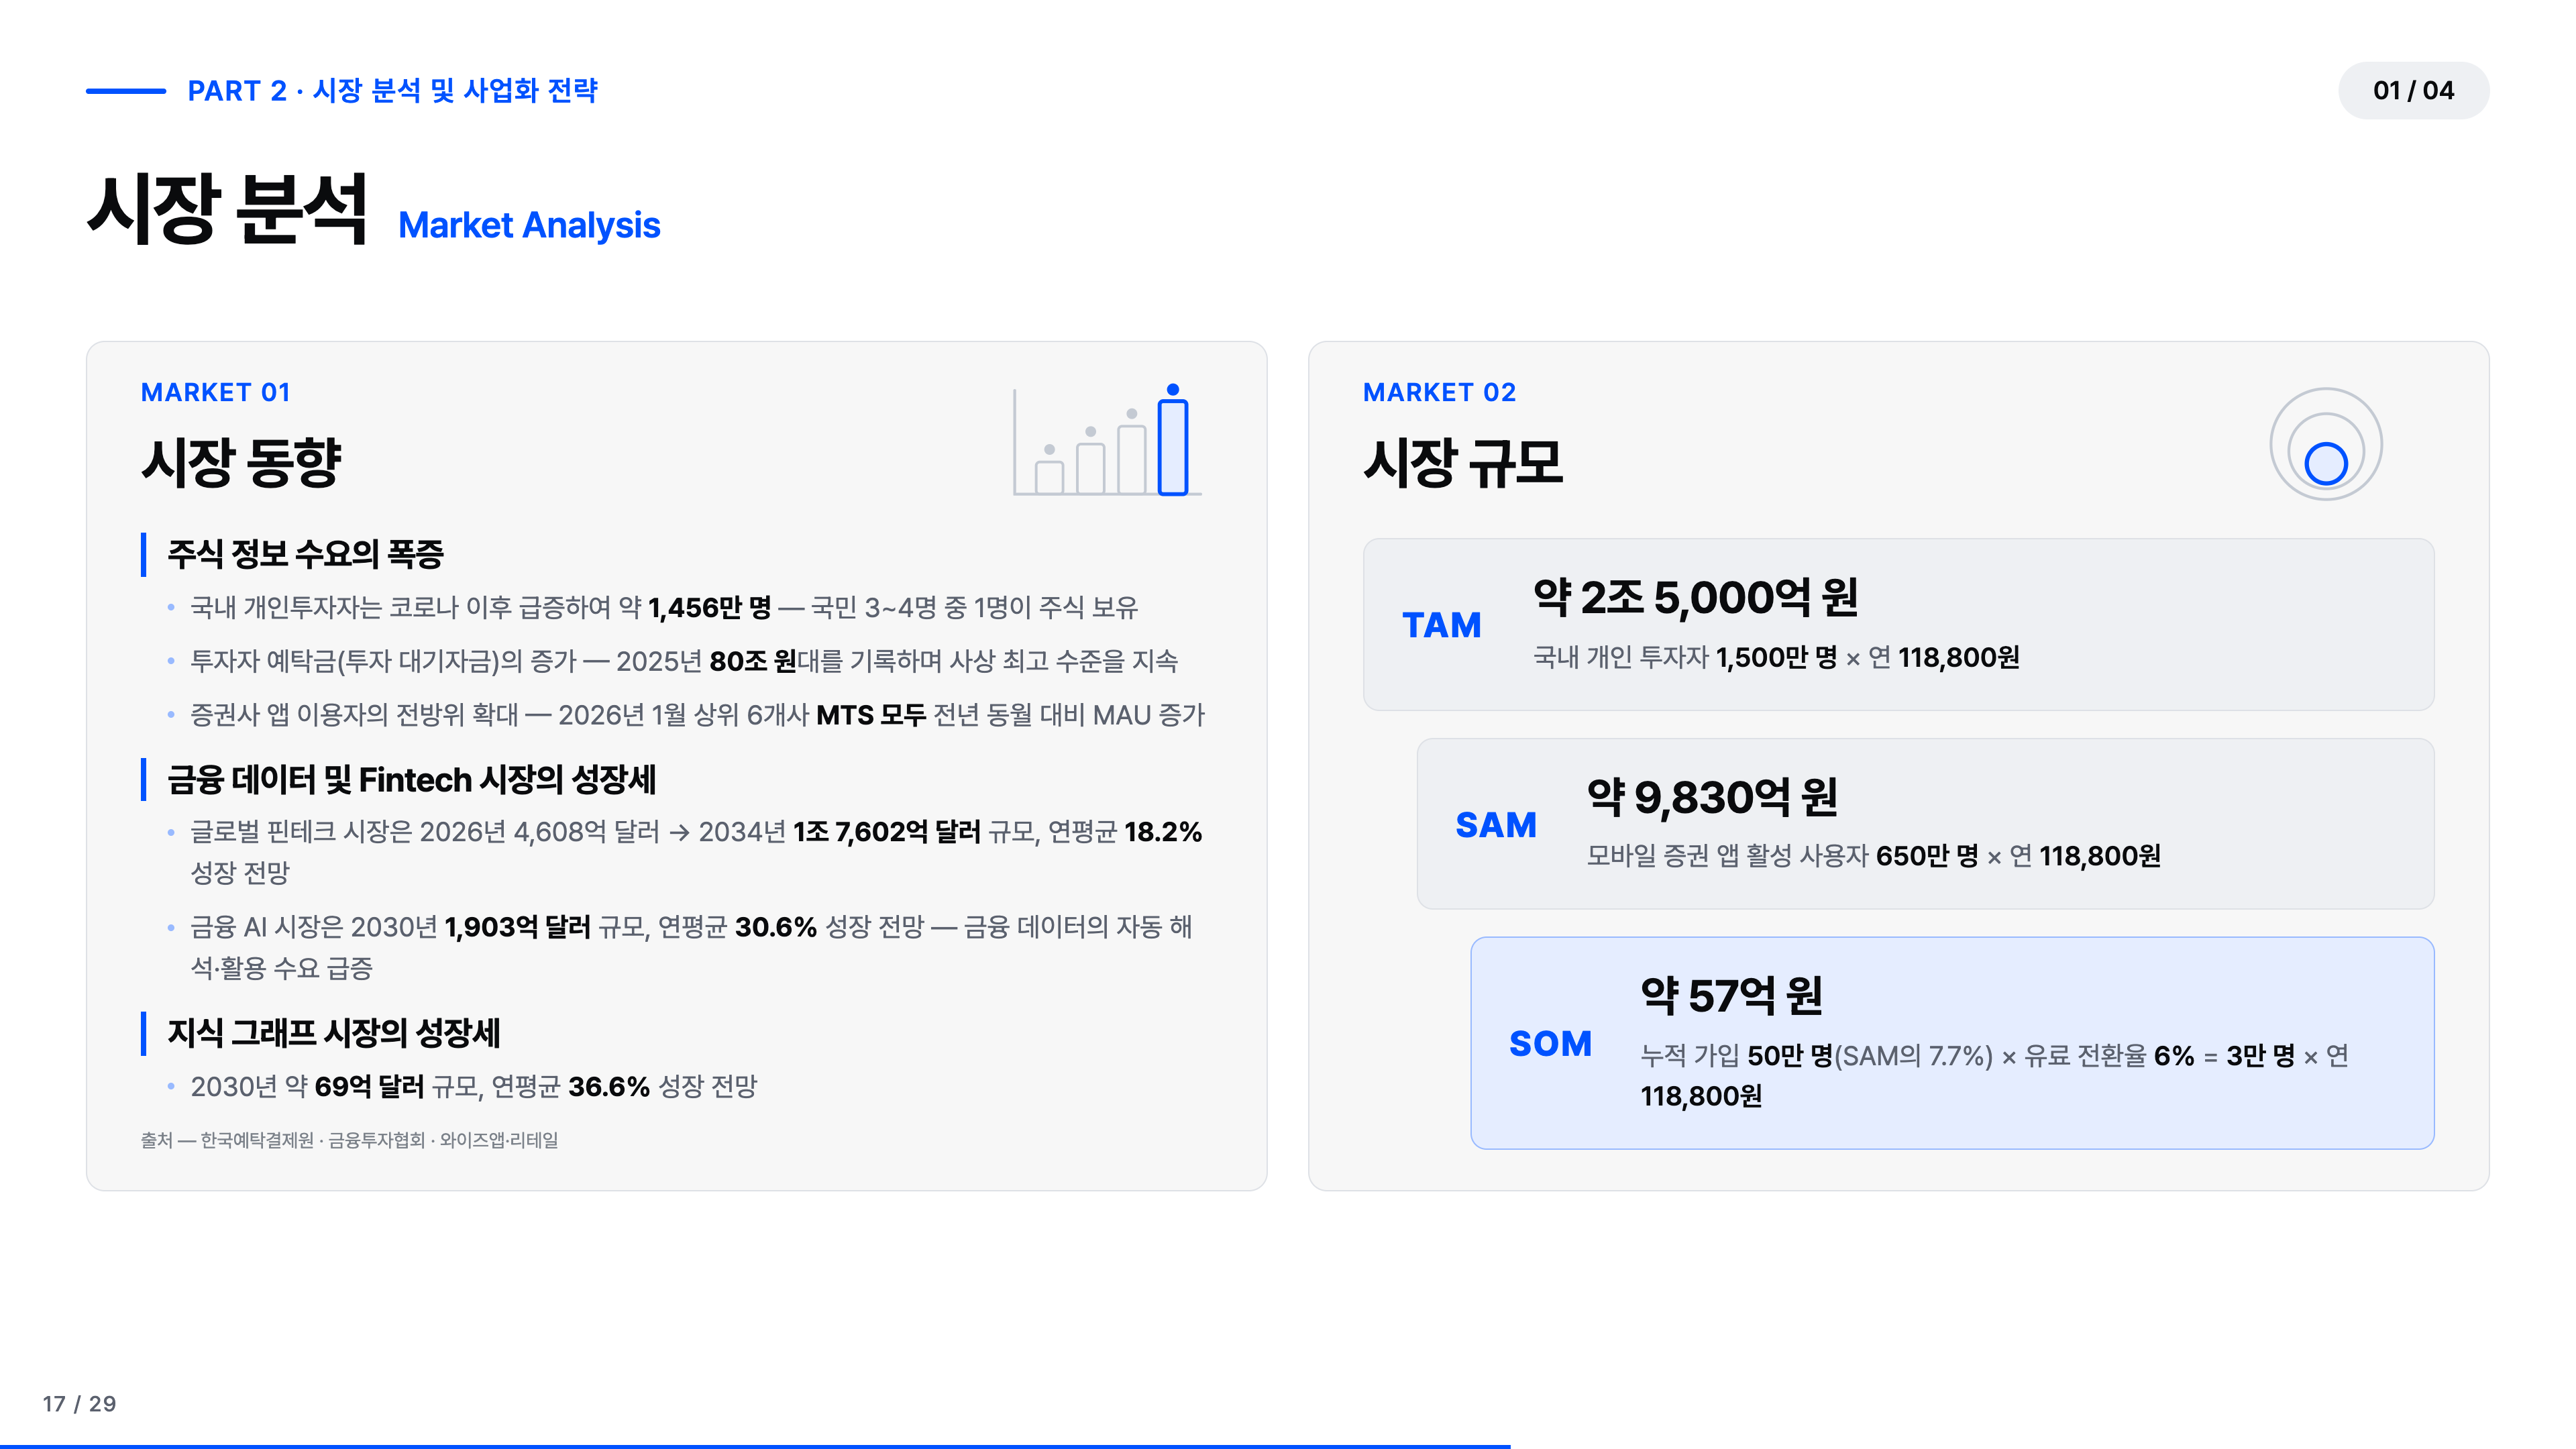 PART 2 · 시장 분석 및 사업화 전략
01 / 04
시장 분석 Market Analysis
MARKET 01
시장 동향
주식 정보 수요의 폭증
• 국내 개인투자자는 코로나 이후 급증하여 약 1,456만 명 — 국민 3~4명 중 1명이 주식 보유
• 투자자 예탁금(투자 대기자금)의 증가 — 2025년 80조 원대를 기록하며 사상 최고 수준을 지속
• 증권사 앱 이용자의 전방위 확대 — 2026년 1월 상위 6개사 MTS 모두 전년 동월 대비 MAU 증가
금융 데이터 및 Fintech 시장의 성장세
• 글로벌 핀테크 시장은 2026년 4,608억 달러 → 2034년 1조 7,602억 달러 규모, 연평균 18.2%
성장 전망
• 금융 AI 시장은 2030년 1,903억 달러 규모, 연평균 30.6% 성장 전망 — 금융 데이터의 자동 해
석·활용 수요 급증
지식 그래프 시장의 성장세
• 2030년 약 69억 달러 규모, 연평균 36.6% 성장 전망
출처 — 한국예탁결제원 · 금융투자협회 · 와이즈앱·리테일
MARKET 02
시장 규모
TAM
약 2조 5,000억 원
국내 개인 투자자 1,500만 명 × 연 118,800원
SAM
약 9,830억 원
모바일 증권 앱 활성 사용자 650만 명 × 연 118,800원
SOM
약 57억 원
누적 가입 50만 명(SAM의 7.7%) × 유료 전환율 6% = 3만 명 × 연
118,800원
17 / 29